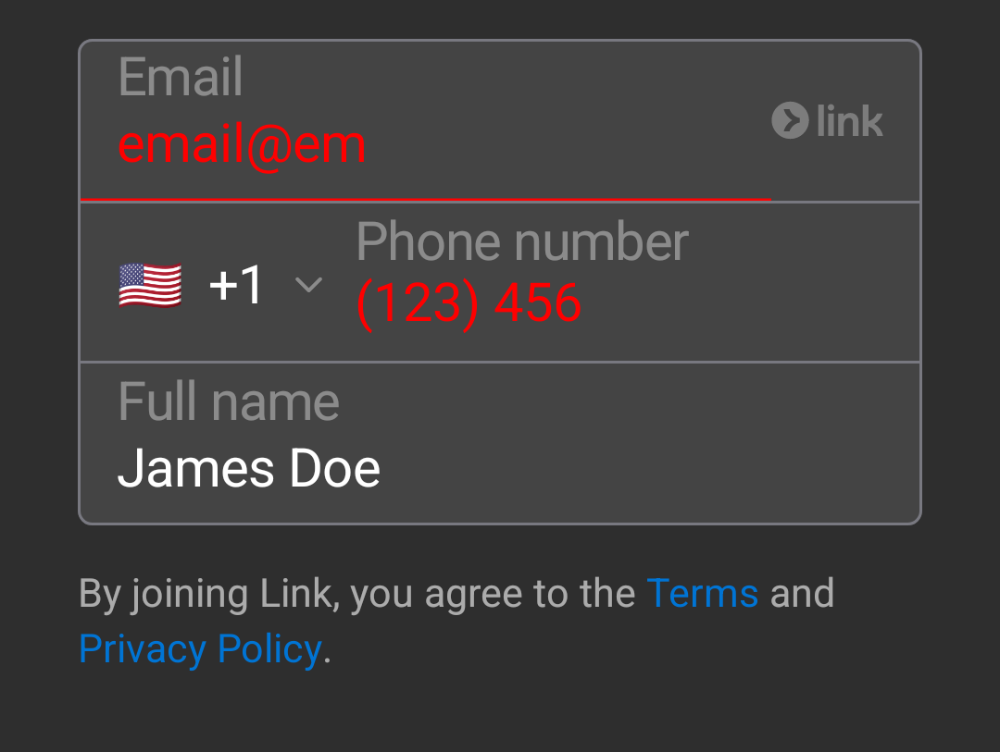 Email
email@em
link
Phone number
+1
(123) 456
Full name
James Doe
By joining Link, you agree to the Terms and
Privacy Policy.